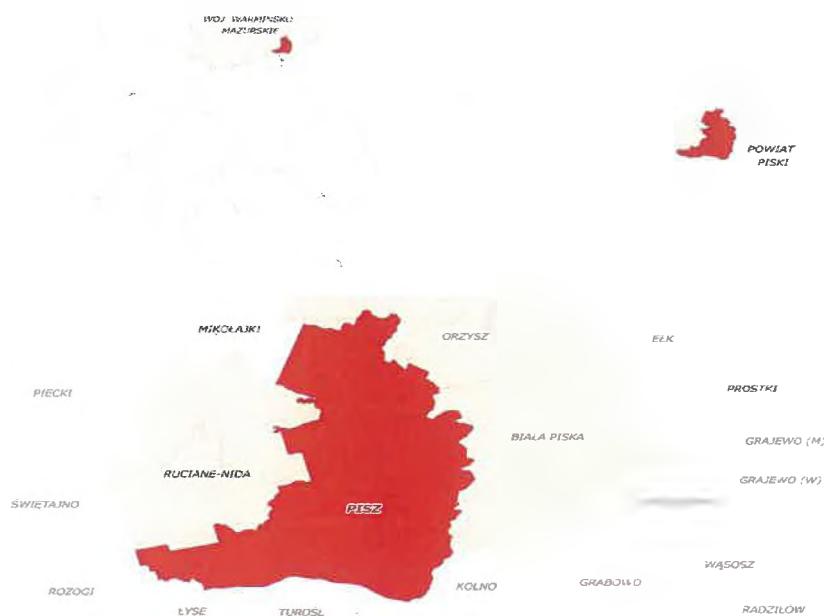 WOJ. WARMIŃSKO
MAZURSKIE
POWIAT
PISKI
MIKOŁAJKI
ORZYSZ
EŁK
PIECKI
PROSTKI
BIAŁA PISKA
GRAJEWO (M)
RUCIANE-NIDA
GRAJEWO (W)
ŚWIĘTAJNO
PISZ
WĄSOSZ
ROZOGI
KOLNO
GRABOWO
ŁYSE
TUROŚL
RADZIŁÓW